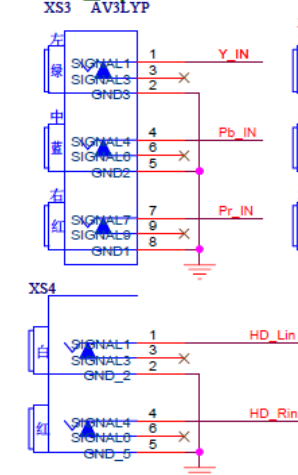 XS3 AV3LYP
左
绿
SIGNAL1 1 Y_IN
SIGNAL3 3
GND3 2
中
蓝
SIGNAL4 4 Pb_IN
SIGNAL6 6
GND2 5
右
红
SIGNAL7 7 Pr_IN
SIGNAL9 9
GND1 8
XS4
白
SIGNAL1 1 HD_Lin
SIGNAL3 3
GND_2 2
红
SIGNAL4 4 HD_Rin
SIGNAL6 6
GND_5 5